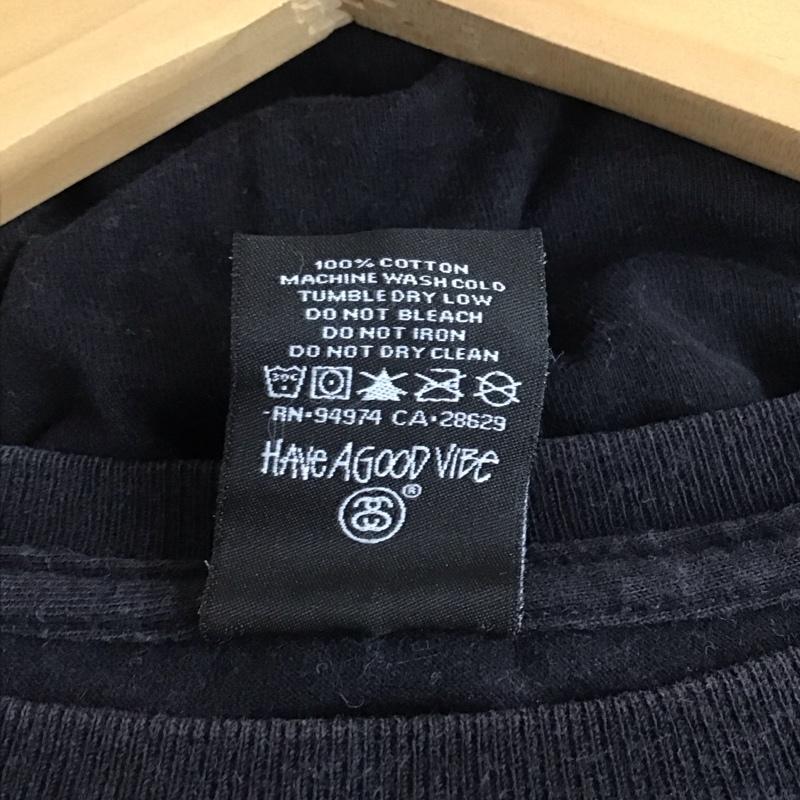 100% COTTON
MACHINE WASH COLD
TUMBLE DRY LOW
DO NOT BLEACH
DO NOT IRON
DO NOT DRY CLEAN
30C
-RN·94974 CA·28629
HAVE A GOOD VIBE
®